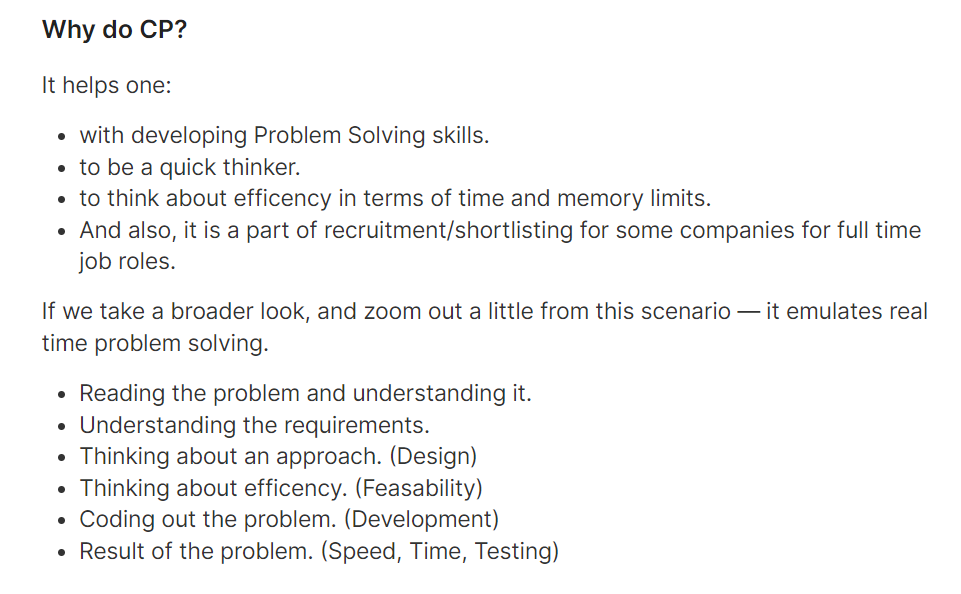 Why do CP?
It helps one:
• with developing Problem Solving skills.
• to be a quick thinker.
• to think about efficency in terms of time and memory limits.
• And also, it is a part of recruitment/shortlisting for some companies for full time
job roles.
If we take a broader look, and zoom out a little from this scenario — it emulates real
time problem solving.
• Reading the problem and understanding it.
• Understanding the requirements.
• Thinking about an approach. (Design)
• Thinking about efficency. (Feasability)
• Coding out the problem. (Development)
• Result of the problem. (Speed, Time, Testing)